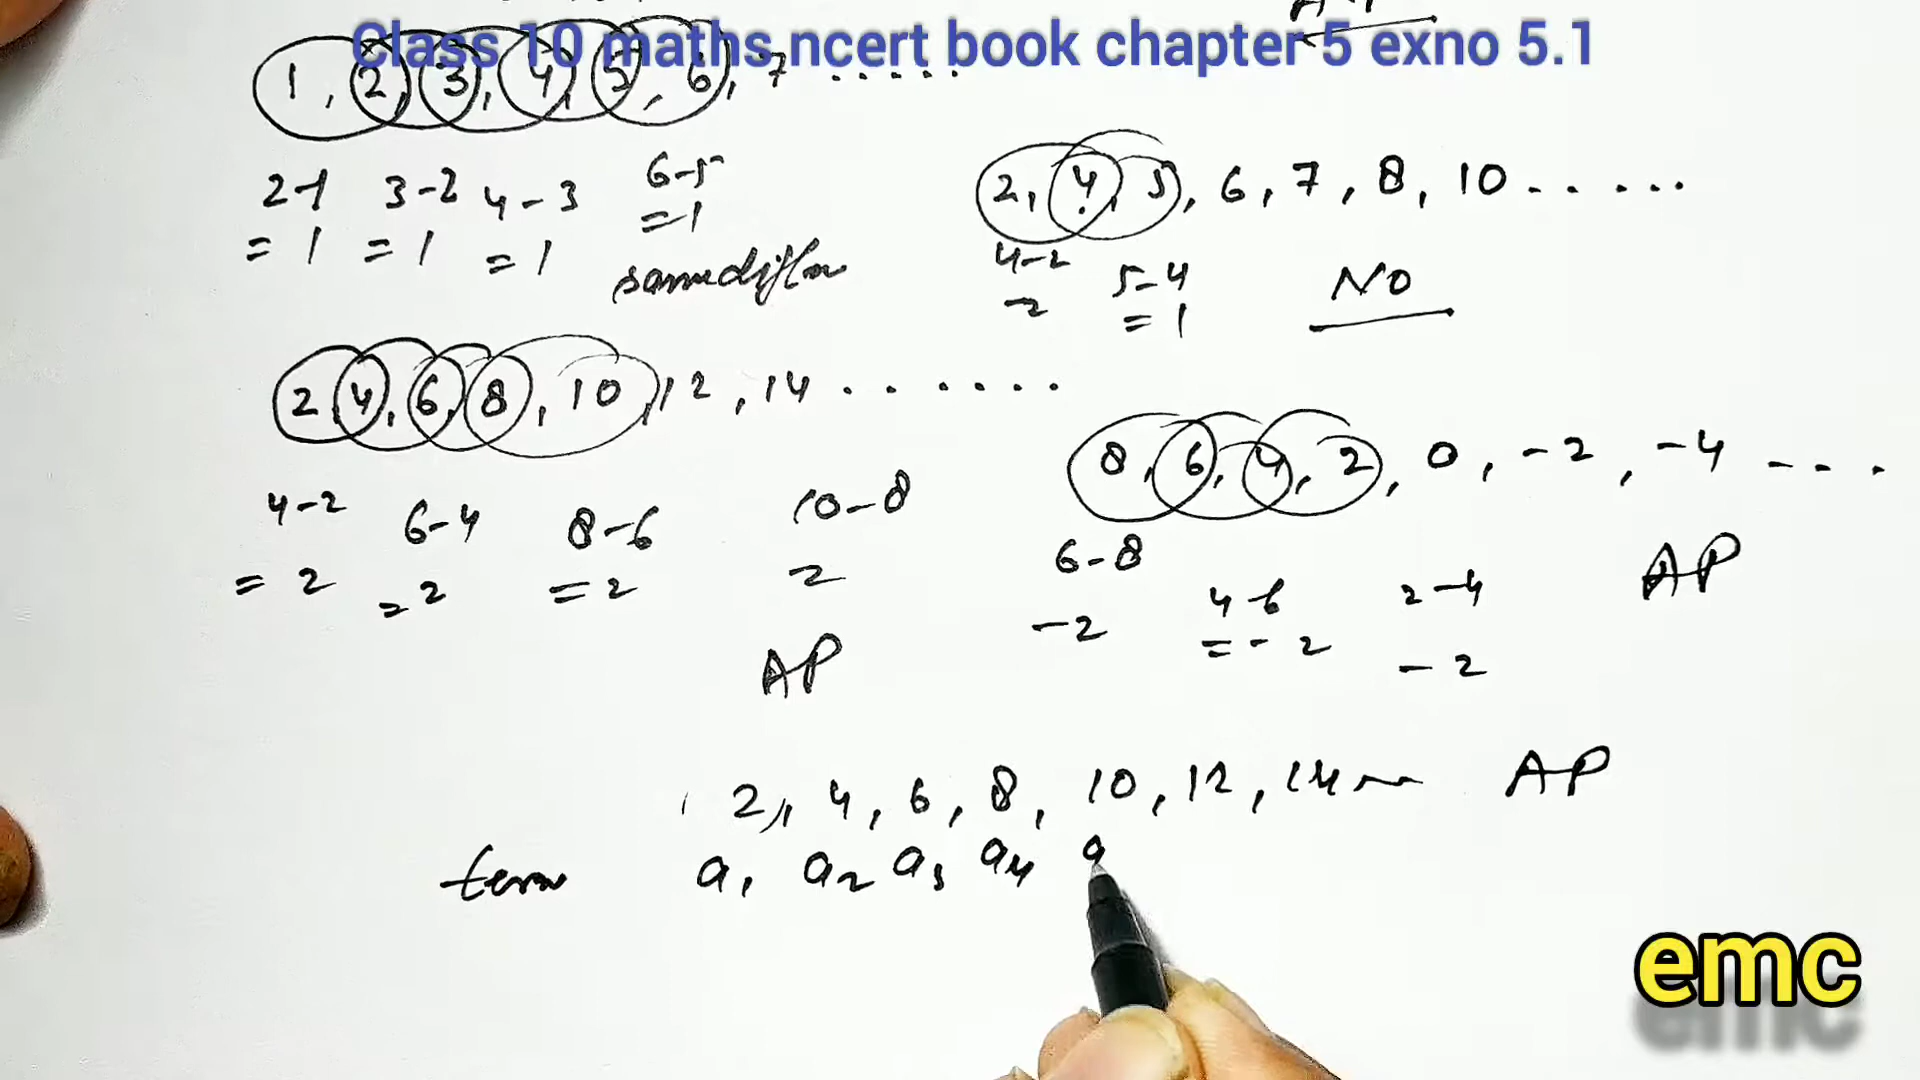 Class 10 maths ncert book chapter 5 exno 5.1
1, 2, 3, 4, 5, 6, 7 .....
2-1 3-2 4-3 6-5
= 1 = 1 = 1 = 1
same
2, 4, 5, 6, 7, 8, 10 ......
4-2 5-4
2 = 1
NO
2, 4, 6, 8, 10, 12, 14 .......
4-2 6-4 8-6 10-8
= 2 = 2 = 2 2
AP
8, 6, 4, 2, 0, -2, -4 ---.
6-8 4-6 2-4
-2 = -2 -2
AP
2, 4, 6, 8, 10, 12, 14 AP
term a1 a2 a3 a4 a
emc